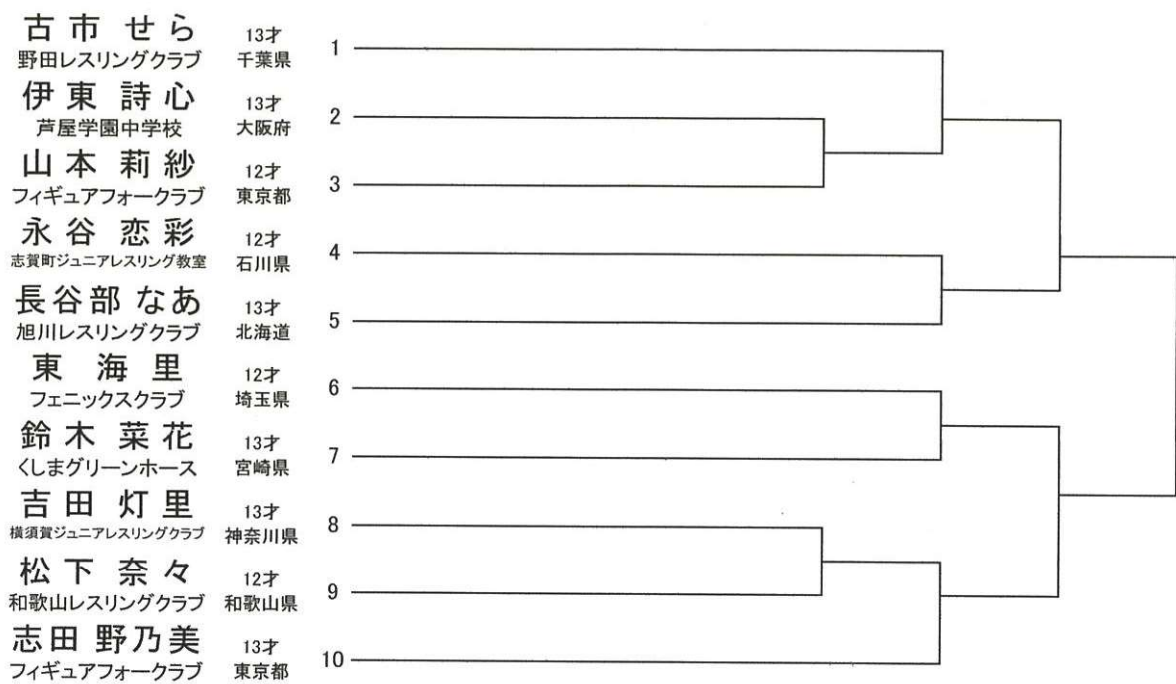 古市 せら 13才
野田レスリングクラブ 千葉県 1
伊東 詩心 13才
芦屋学園中学校 大阪府 2
山本 莉紗 12才
フィギュアフォークラブ 東京都 3
永谷 恋彩 12才
志賀町ジュニアレスリング教室 石川県 4
長谷部 なあ 13才
旭川レスリングクラブ 北海道 5
東 海里 12才
フェニックスクラブ 埼玉県 6
鈴木 菜花 13才
くしまグリーンホース 宮崎県 7
吉田 灯里 13才
横須賀ジュニアレスリングクラブ 神奈川県 8
松下 奈々 12才
和歌山レスリングクラブ 和歌山県 9
志田 野乃美 13才
フィギュアフォークラブ 東京都 10